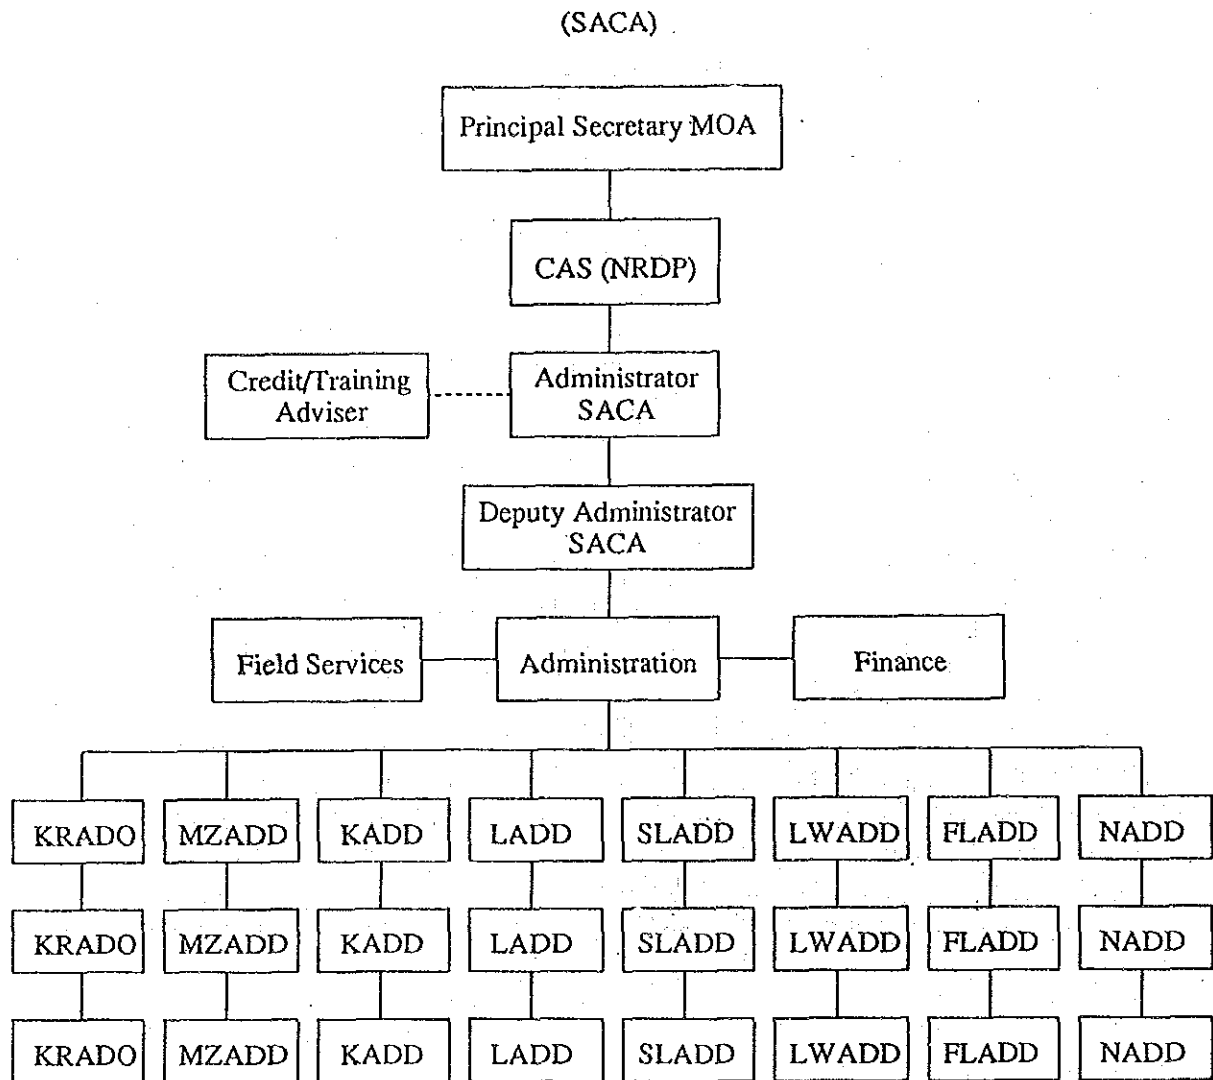 (SACA)
Principal Secretary MOA
CAS (NRDP)
Credit/Training
Adviser
Administrator
SACA
Deputy Administrator
SACA
Field Services
Administration
Finance
KRADO MZADD KADD LADD SLADD LWADD FLADD NADD
KRADO MZADD KADD LADD SLADD LWADD FLADD NADD
KRADO MZADD KADD LADD SLADD LWADD FLADD NADD